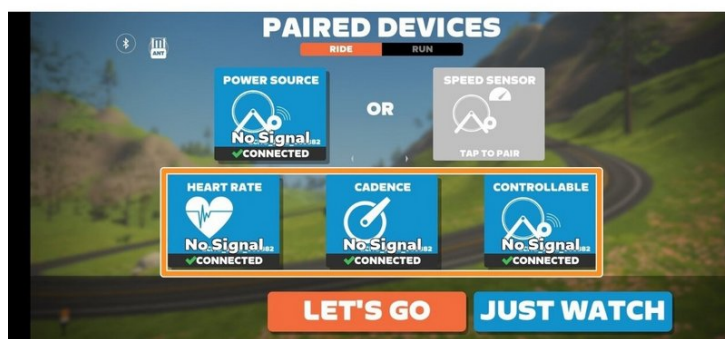 PAIRED DEVICES
RIDE RUN
ANT
POWER SOURCE
No Signal
CONNECTED
OR
SPEED SENSOR
TAP TO PAIR
HEART RATE
No Signal
CONNECTED
CADENCE
No Signal
CONNECTED
CONTROLLABLE
No Signal
CONNECTED
LET'S GO
JUST WATCH